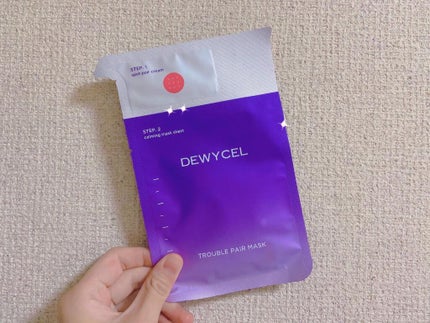 STEP. 1
spot pair cream
STEP. 2
calming mask sheet
DEWYCEL
TROUBLE PAIR MASK